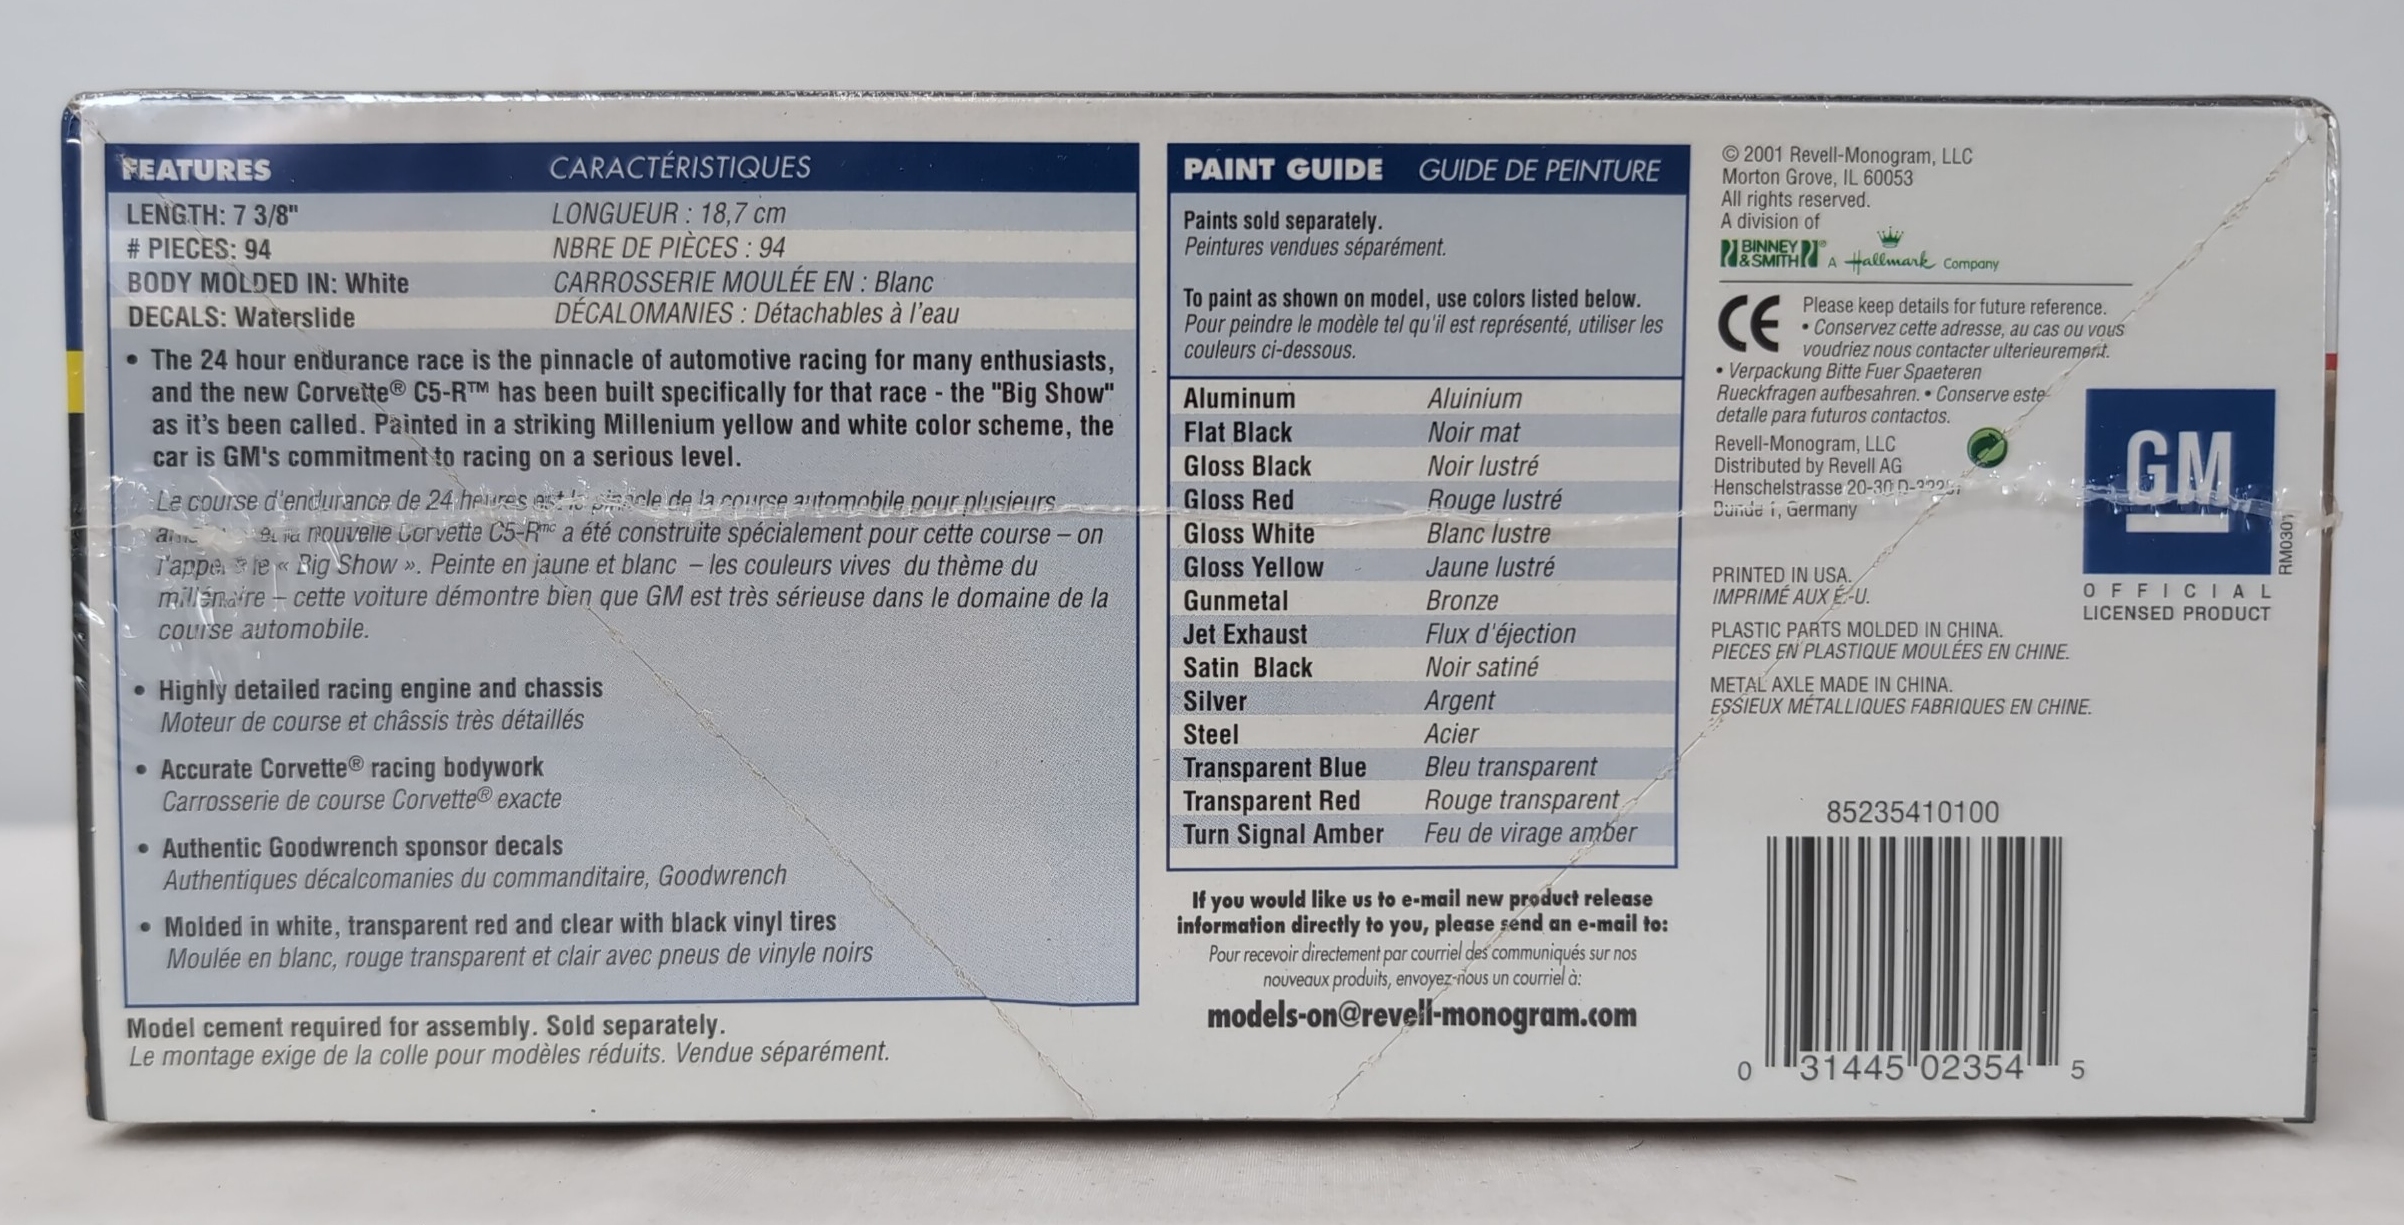 FEATURES CARACTÉRISTIQUES
LENGTH: 7 3/8" LONGUEUR : 18,7 cm
# PIECES: 94 NBRE DE PIÈCES : 94
BODY MOLDED IN: White CARROSSERIE MOULÉE EN : Blanc
DECALS: Waterslide DÉCALOMANIES : Détachables à l'eau
• The 24 hour endurance race is the pinnacle of automotive racing for many enthusiasts,
and the new Corvette® C5-R™ has been built specifically for that race - the "Big Show"
as it's been called. Painted in a striking Millenium yellow and white color scheme, the
car is GM's commitment to racing on a serious level.
Le course d'endurance de 24 heures est le pinacle de la course automobile pour plusieurs
et la nouvelle Corvette C5-Rmc a été construite spécialement pour cette course – on
le « Big Show ». Peinte en jaune et blanc – les couleurs vives du thème du
millénaire – cette voiture démontre bien que GM est très sérieuse dans le domaine de la
course automobile.
• Highly detailed racing engine and chassis
Moteur de course et châssis très détaillés
• Accurate Corvette® racing bodywork
Carrosserie de course Corvette® exacte
• Authentic Goodwrench sponsor decals
Authentiques décalcomanies du commanditaire, Goodwrench
• Molded in white, transparent red and clear with black vinyl tires
Moulée en blanc, rouge transparent et clair avec pneus de vinyle noirs
Model cement required for assembly. Sold separately.
Le montage exige de la colle pour modèles réduits. Vendue séparément.
PAINT GUIDE GUIDE DE PEINTURE
Paints sold separately.
Peintures vendues séparément.
To paint as shown on model, use colors listed below.
Pour peindre le modèle tel qu'il est représenté, utiliser les
couleurs ci-dessous.
Aluminum Aluinium
Flat Black Noir mat
Gloss Black Noir lustré
Gloss Red Rouge lustré
Gloss White Blanc lustre
Gloss Yellow Jaune lustré
Gunmetal Bronze
Jet Exhaust Flux d'éjection
Satin Black Noir satiné
Silver Argent
Steel Acier
Transparent Blue Bleu transparent
Transparent Red Rouge transparent
Turn Signal Amber Feu de virage amber
If you would like us to e-mail new product release
information directly to you, please send an e-mail to:
Pour recevoir directement par courriel des communiqués sur nos
nouveaux produits, envoyez-nous un courriel à:
models-on@revell-monogram.com
© 2001 Revell-Monogram, LLC
Morton Grove, IL 60053
All rights reserved.
A division of
BINNEY
& SMITH® A Hallmark Company
CE Please keep details for future reference.
• Conservez cette adresse, au cas ou vous
voudriez nous contacter ulterieurement.
• Verpackung Bitte Fuer Spaeteren
Rueckfragen aufbesahren. • Conserve este
detalle para futuros contactos.
Revell-Monogram, LLC
Distributed by Revell AG
Henschelstrasse 20-30
1, Germany
GM
RM0301
OFFICIAL
LICENSED PRODUCT
PRINTED IN USA.
IMPRIMÉ AUX É.-U.
PLASTIC PARTS MOLDED IN CHINA.
PIECES EN PLASTIQUE MOULÉES EN CHINE.
METAL AXLE MADE IN CHINA.
ESSIEUX MÉTALLIQUES FABRIQUES EN CHINE.
85235410100
0 31445 02354 5